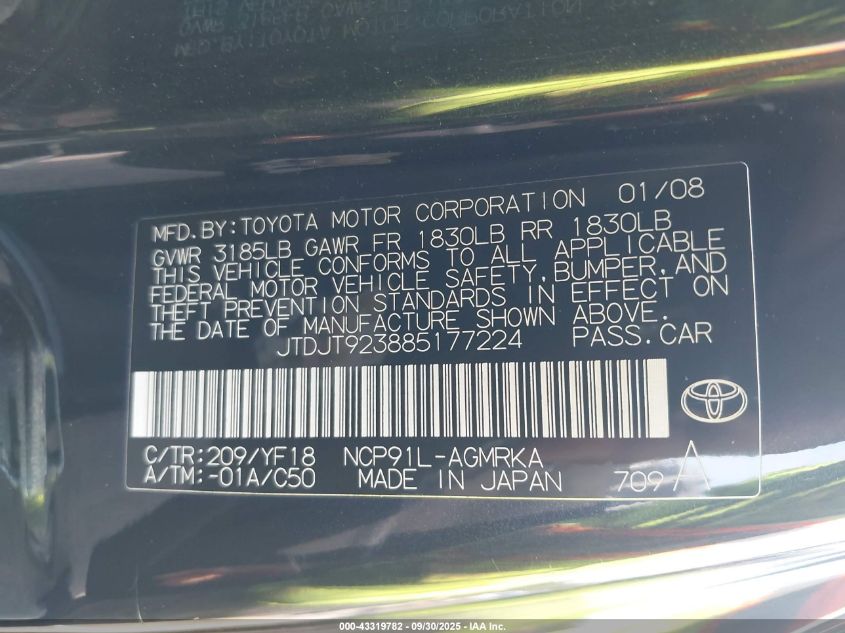 MFD. BY: TOYOTA MOTOR CORPORATION 01/08
GVWR 3185LB GAWR FR 1830LB RR 1830LB
THIS VEHICLE CONFORMS TO ALL APPLICABLE
FEDERAL MOTOR VEHICLE SAFETY, BUMPER, AND
THEFT PREVENTION STANDARDS IN EFFECT ON
THE DATE OF MANUFACTURE SHOWN ABOVE.
JTDJT923885177224 PASS. CAR
C/TR: 209/YF18 NCP91L-AGMRKA
A/TM: -01A/C50 MADE IN JAPAN 709 A
000-43319782 - 09/30/2025 - IAA Inc.